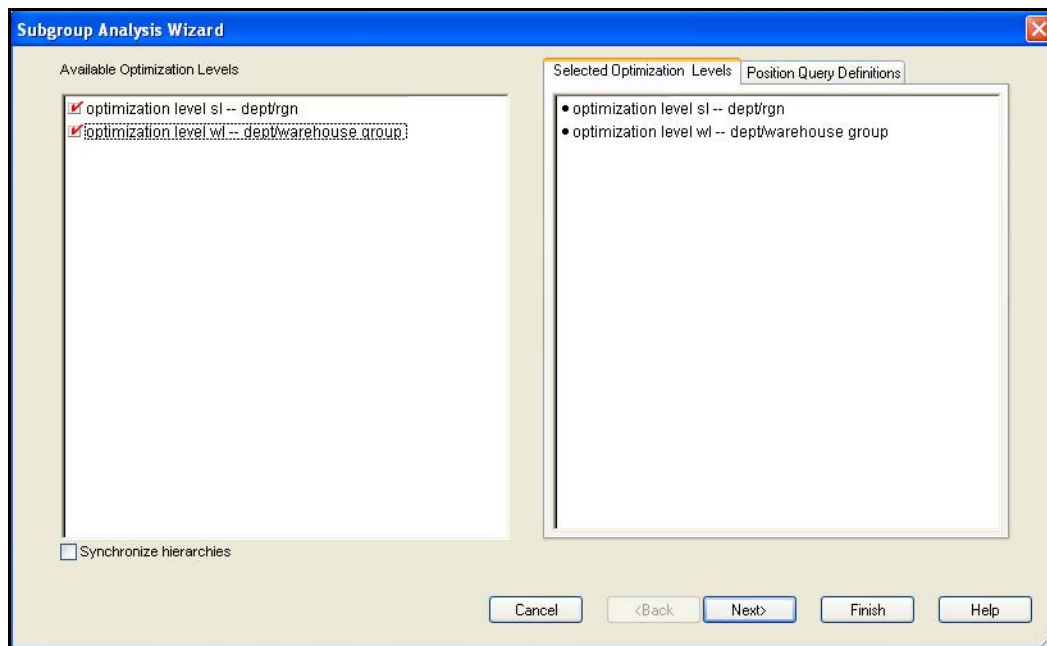 Subgroup Analysis Wizard
Available Optimization Levels
optimization level sl -- dept/rgn
optimization level wl -- dept/warehouse group
Synchronize hierarchies
Selected Optimization Levels
Position Query Definitions
optimization level sl -- dept/rgn
optimization level wl -- dept/warehouse group
Cancel
<Back
Next>
Finish
Help